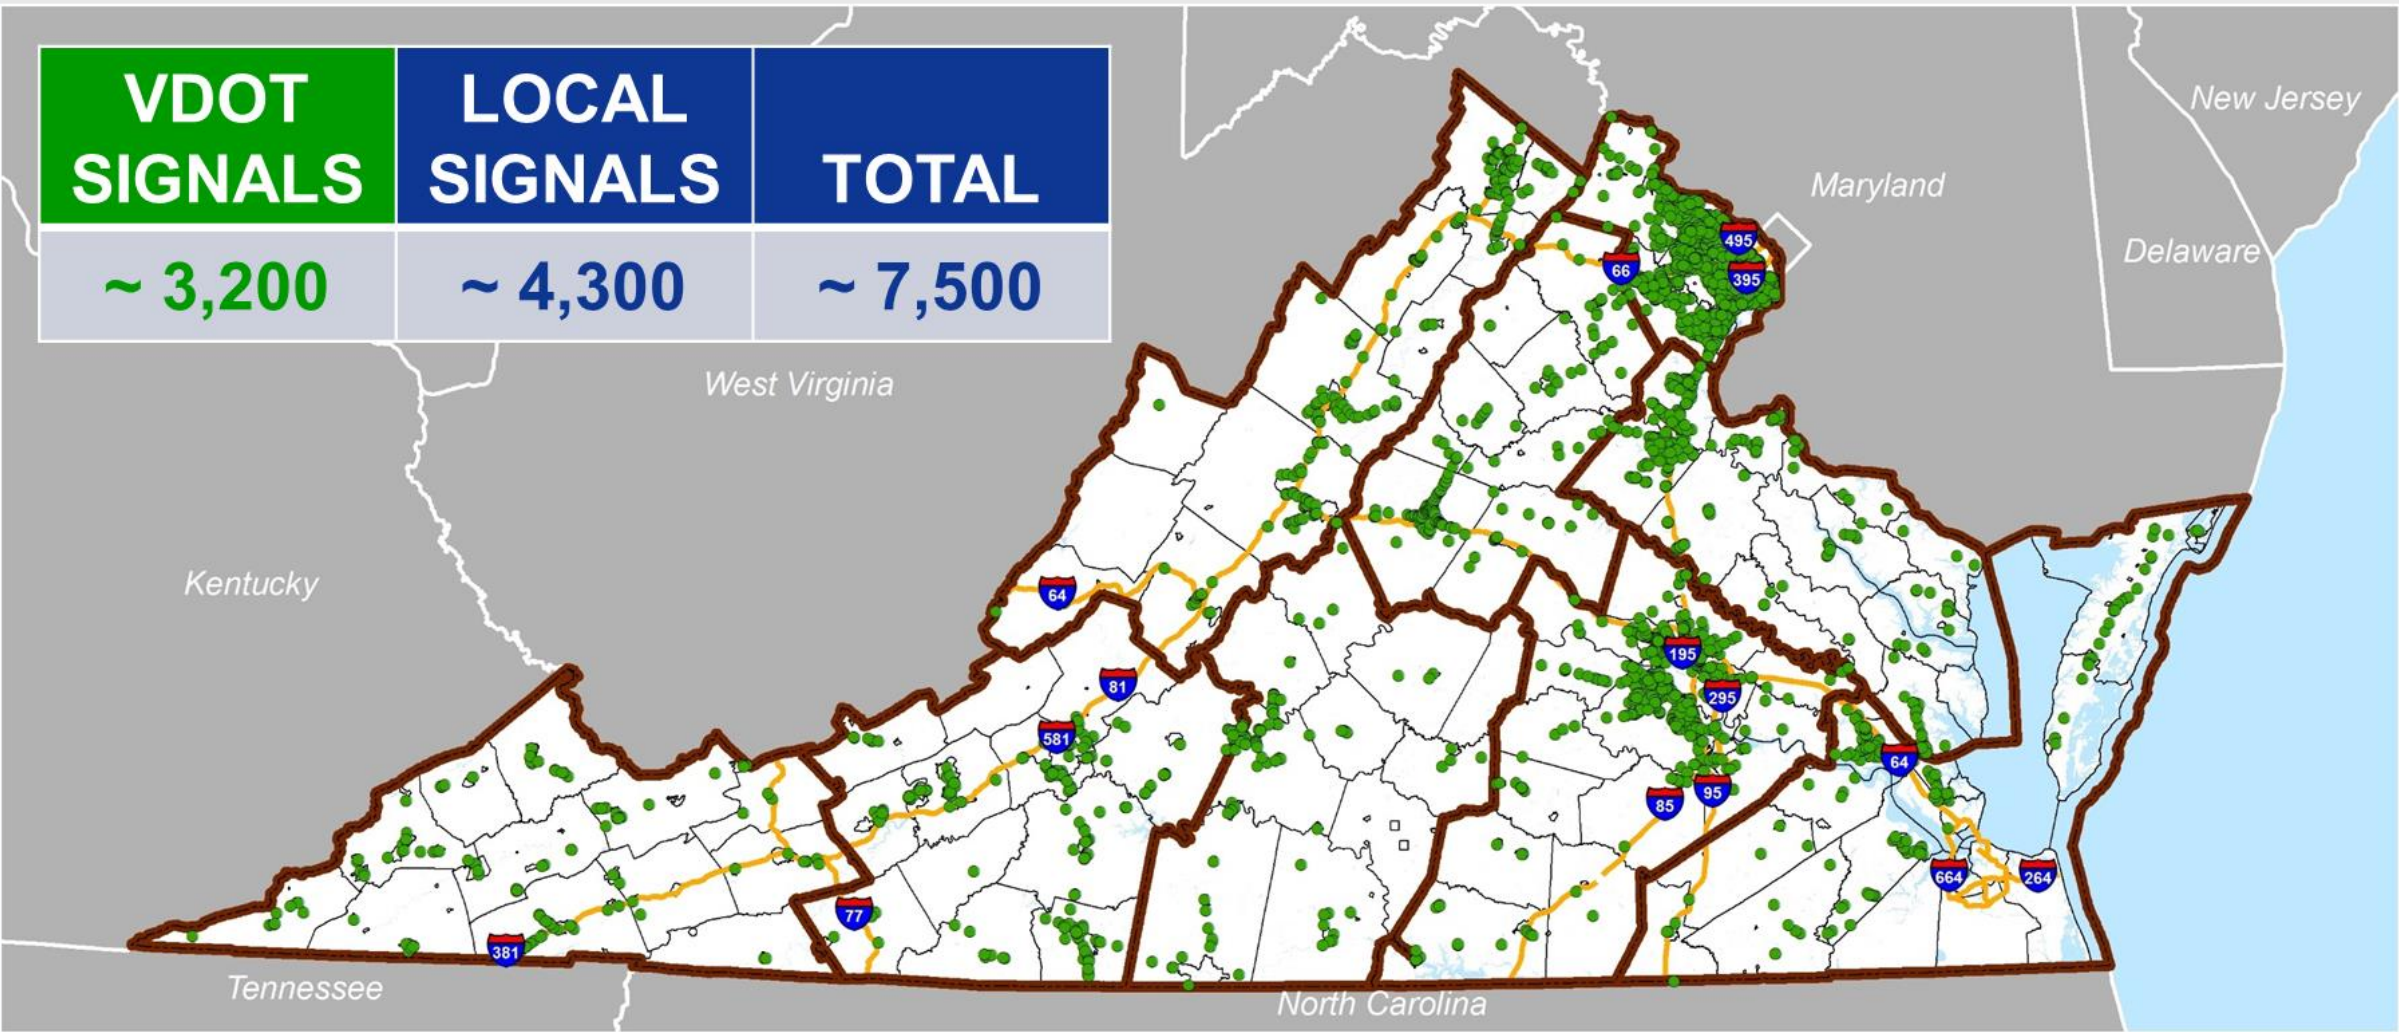 VDOT SIGNALS
LOCAL SIGNALS
TOTAL
~ 3,200
~ 4,300
~ 7,500
New Jersey
Maryland
495
Delaware
66
395
West Virginia
Kentucky
64
195
81
295
581
64
85
95
664
264
77
381
Tennessee
North Carolina